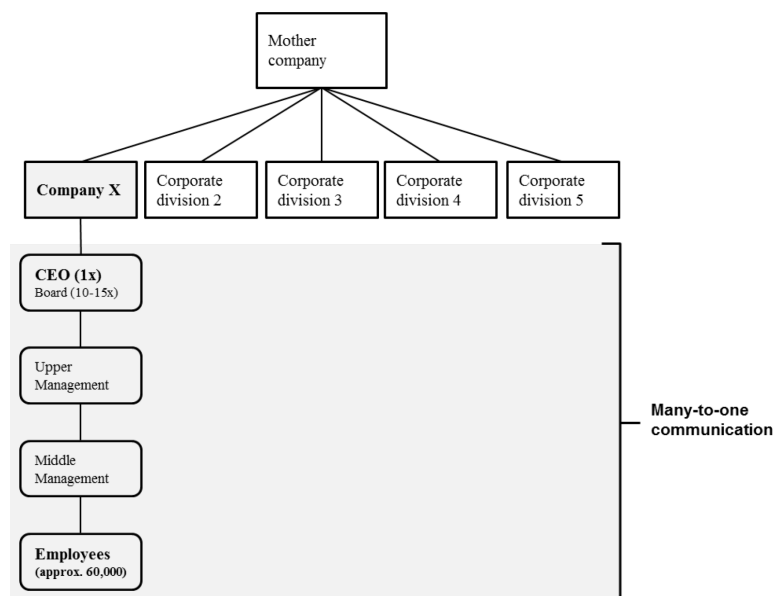 Mother
company
Company X
Corporate
division 2
Corporate
division 3
Corporate
division 4
Corporate
division 5
CEO (1x)
Board (10-15x)
Upper
Management
Middle
Management
Employees
(approx. 60,000)
Many-to-one
communication